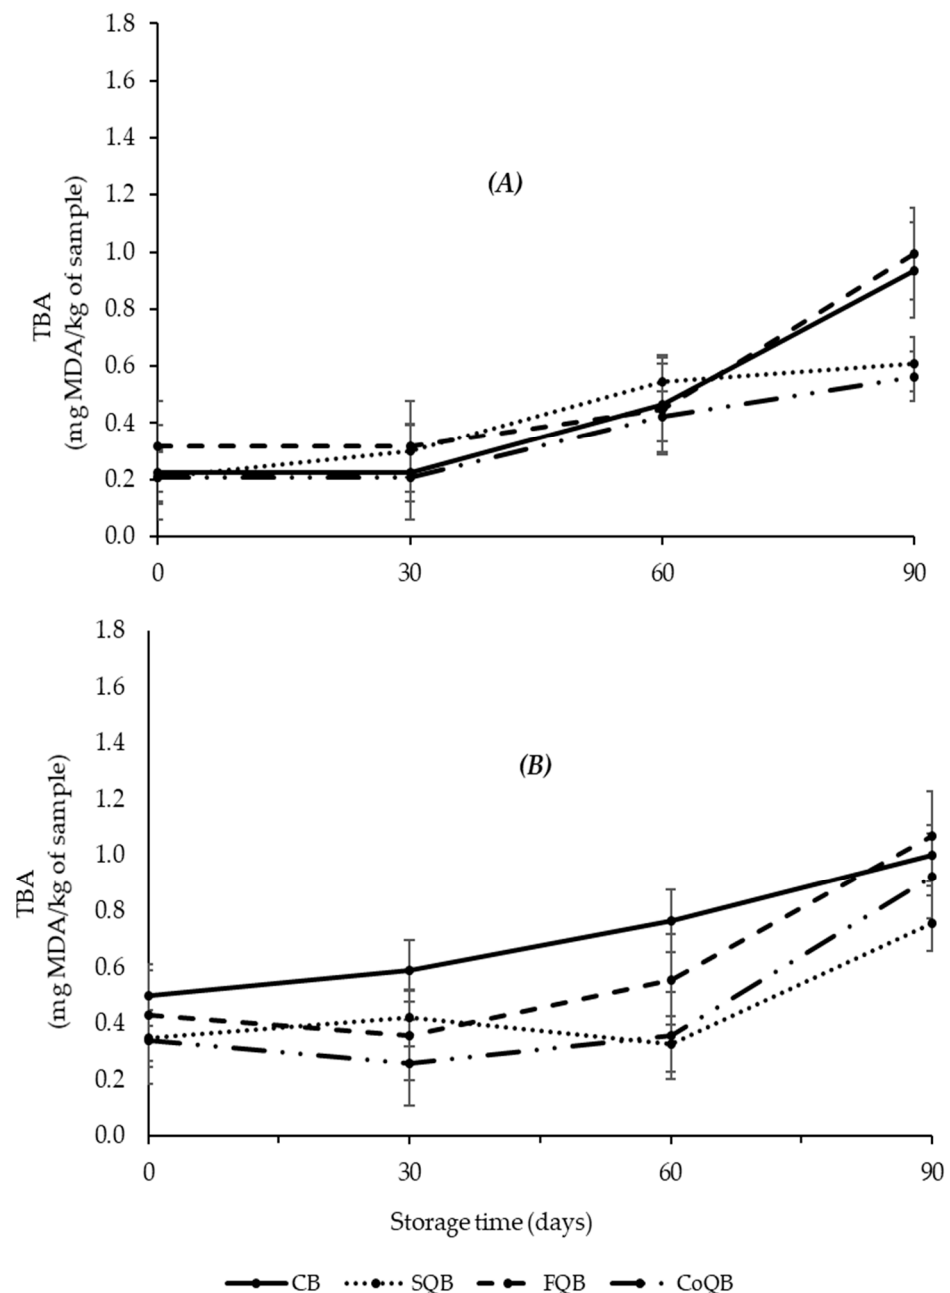 1.8
1.6
1.4
1.2
1.0
0.8
0.6
0.4
0.2
0.0
TBA
(mg MDA/kg of sample)
(A)
0 30 60 90
1.8
1.6
1.4
1.2
1.0
0.8
0.6
0.4
0.2
0.0
TBA
(mg MDA/kg of sample)
(B)
0 30 60 90
Storage time (days)
CB SQB FQB CoQB